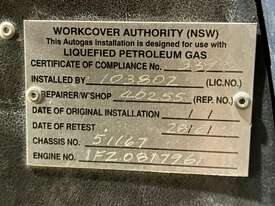 WORKCOVER AUTHORITY (NSW)
This Autogas Installation is designed for use with
LIQUEFIED PETROLEUM GAS
CERTIFICATE OF COMPLIANCE No.
INSTALLED BY 103802 (LIC.NO.)
REPAIRER/W'SHOP 40255 (REP. NO.)
DATE OF ORIGINAL INSTALLATION / /
DATE OF RETEST
CHASSIS NO. 51167
ENGINE NO. 1FZ0817961